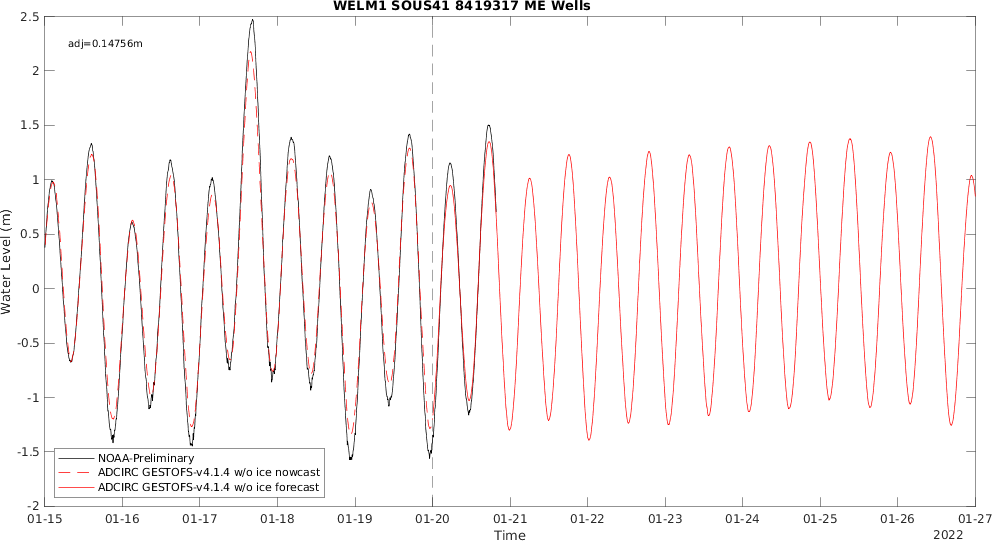 WELM1 SOUS41 8419317 ME Wells
adj=0.14756m
Water Level (m)
2.5
2
1.5
1
0.5
0
-0.5
-1
-1.5
-2
NOAA-Preliminary
ADCIRC GESTOFS-v4.1.4 w/o ice nowcast
ADCIRC GESTOFS-v4.1.4 w/o ice forecast
01-15 01-16 01-17 01-18 01-19 01-20 01-21 01-22 01-23 01-24 01-25 01-26 01-27
Time
2022